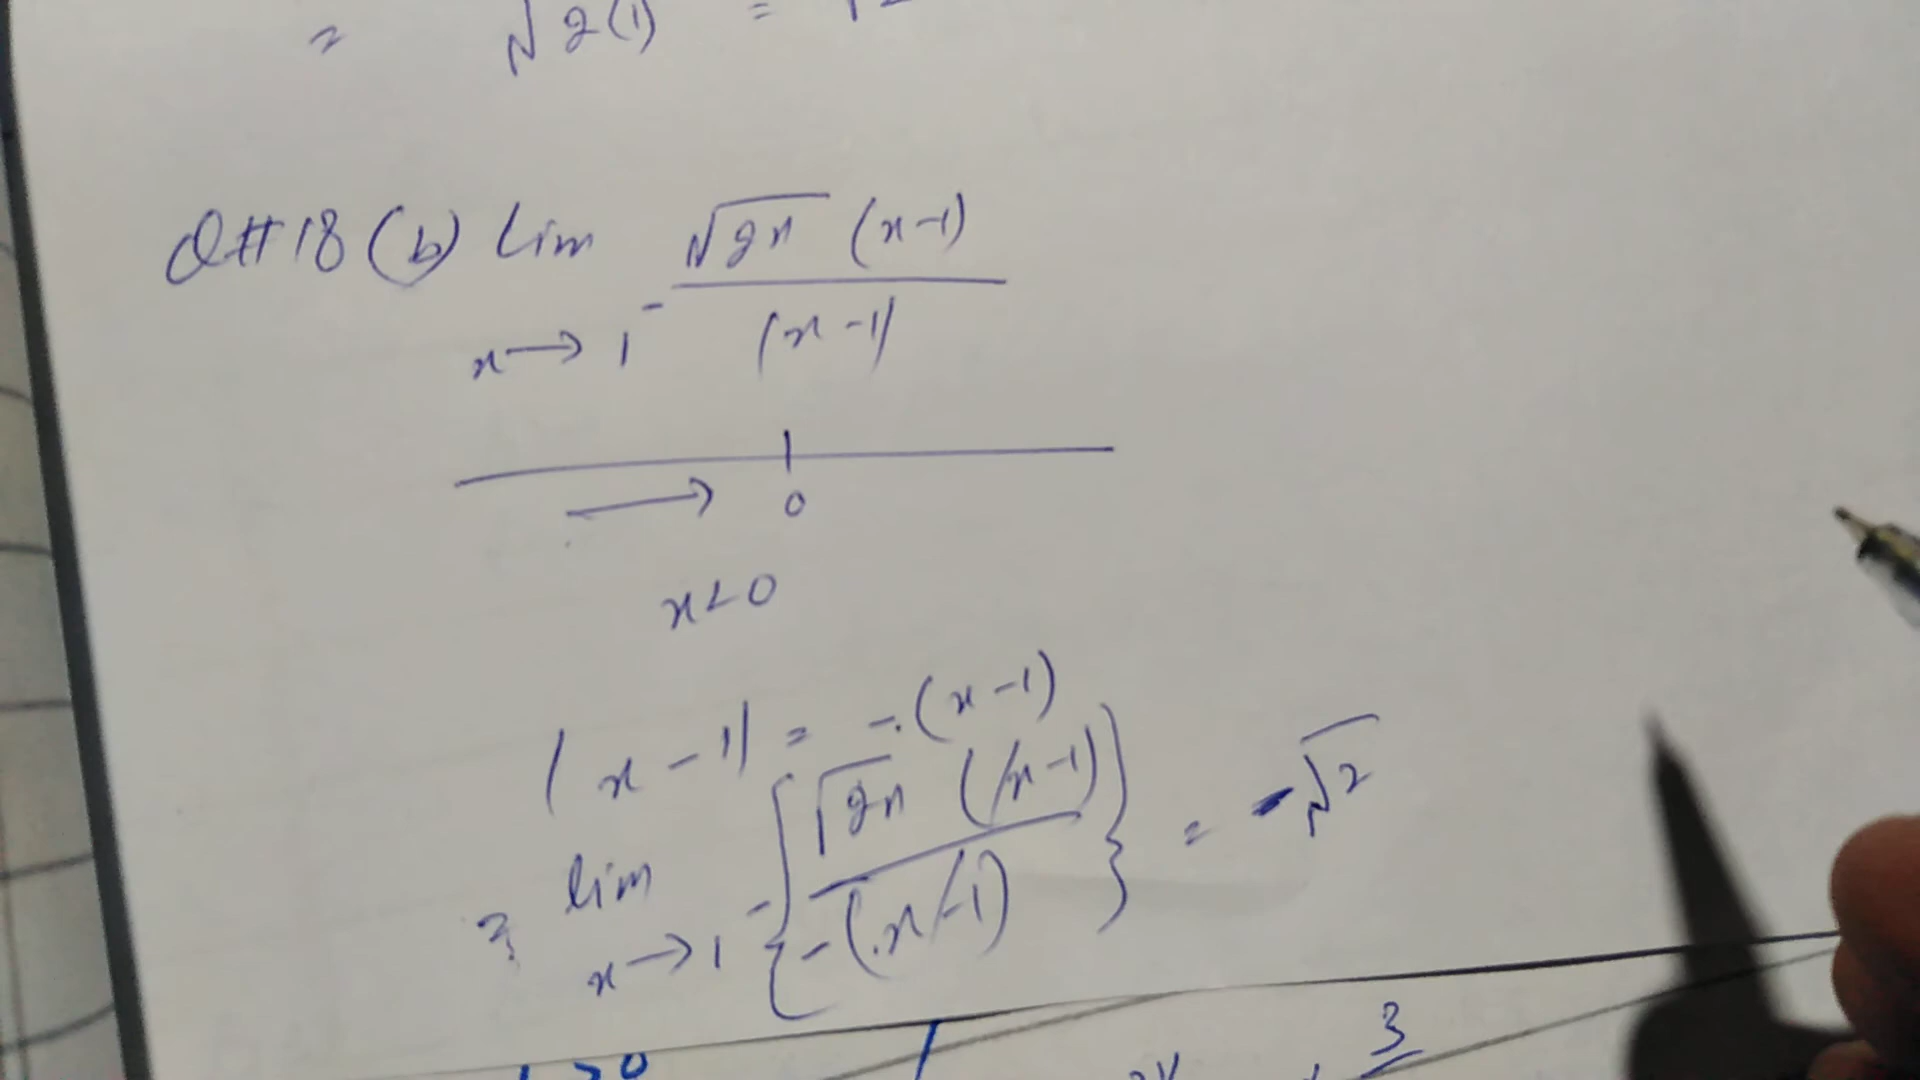 = √2(1) =
Q#18 (b) lim √2x (x-1)
x→1⁻ |x-1|
0
x<0
|x-1| = -(x-1)
= lim {√2x (x-1) = -√2
x→1⁻ -(x-1)}
3